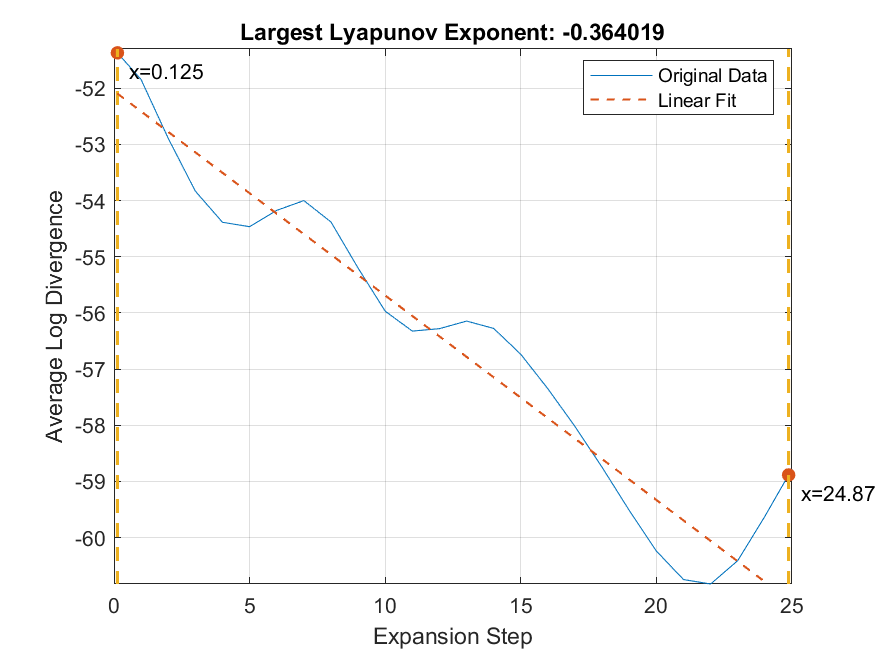 Largest Lyapunov Exponent: -0.364019
x=0.125
Original Data
Linear Fit
-52
-53
-54
-55
-56
-57
-58
-59
-60
Average Log Divergence
x=24.87
0
5
10
15
20
25
Expansion Step